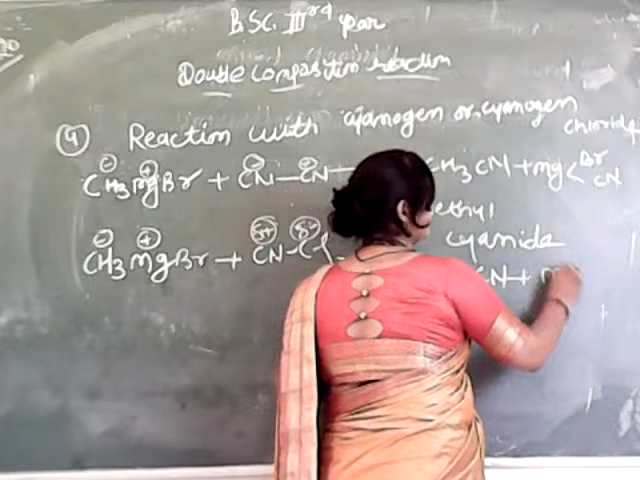 B.SC. IIIrd year
Double composition reaction
(4) Reaction with cyanogen or cyanogen
chloride
CH3MgBr + CN-CN CH3CN + Mg<Br CN
ethyl
cyanide
CH3MgBr + CN-Cl CN +